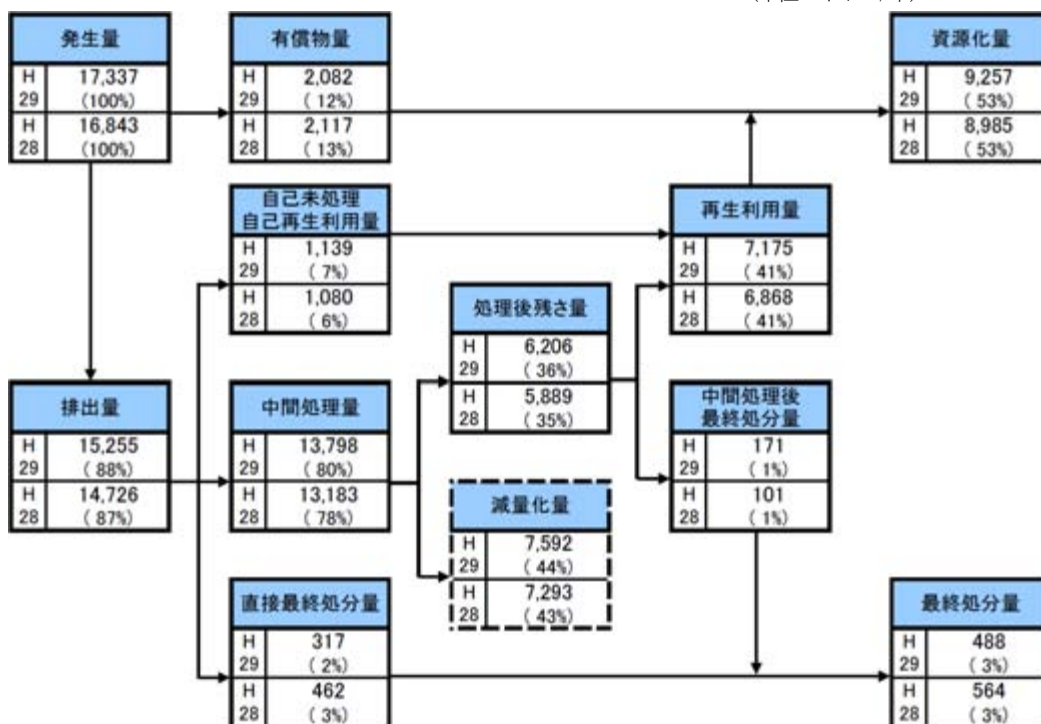 発生量
H 17,337
29 (100%)
H 16,843
28 (100%)
有償物量
H 2,082
29 ( 12%)
H 2,117
28 ( 13%)
資源化量
H 9,257
29 ( 53%)
H 8,985
28 ( 53%)
自己未処理
自己再生利用量
H 1,139
29 ( 7%)
H 1,080
28 ( 6%)
再生利用量
H 7,175
29 ( 41%)
H 6,868
28 ( 41%)
処理後残さ量
H 6,206
29 ( 36%)
H 5,889
28 ( 35%)
排出量
H 15,255
29 ( 88%)
H 14,726
28 ( 87%)
中間処理量
H 13,798
29 ( 80%)
H 13,183
28 ( 78%)
中間処理後
最終処分量
H 171
29 ( 1%)
H 101
28 ( 1%)
減量化量
H 7,592
29 ( 44%)
H 7,293
28 ( 43%)
直接最終処分量
H 317
29 ( 2%)
H 462
28 ( 3%)
最終処分量
H 488
29 ( 3%)
H 564
28 ( 3%)